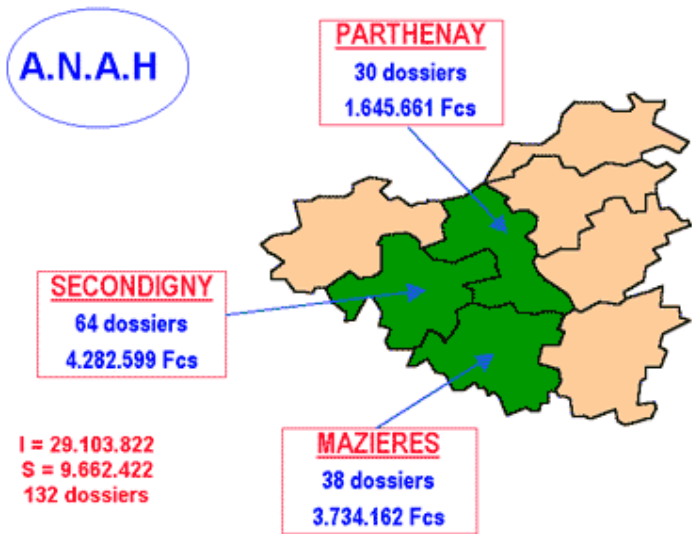 A.N.A.H
PARTHENAY
30 dossiers
1.645.661 Fcs
SECONDIGNY
64 dossiers
4.282.599 Fcs
I = 29.103.822
S = 9.662.422
132 dossiers
MAZIERES
38 dossiers
3.734.162 Fcs